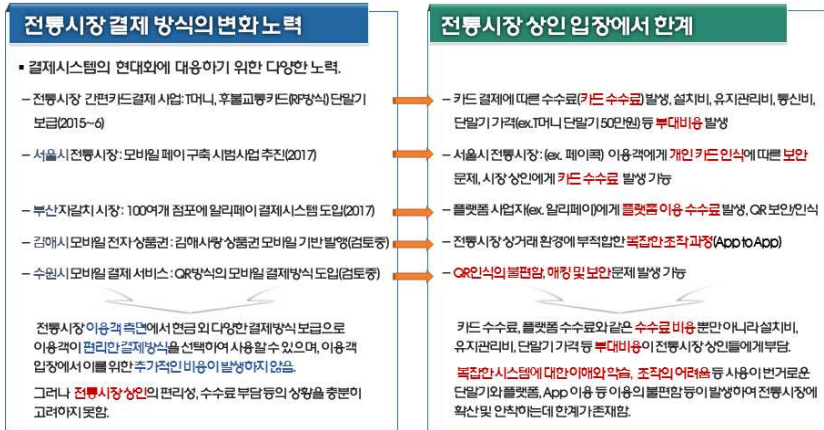 전통시장 결제 방식의 변화 노력
▪ 결제시스템의 현대화에 대응하기 위한 다양한 노력.
– 전통시장 간편카드결제 사업: T머니, 후불교통카드(RF방식) 단말기
보급(2015~6)
– 서울시 전통시장 : 모바일 페이 구축 시범사업 추진(2017)
– 부산 자갈치 시장 : 100여개 점포에 알리페이 결제시스템 도입(2017)
– 김해시 모바일 전자 상품권 : 김해사랑 상품권 모바일 기반 발행(검토중)
– 수원시 모바일 결제 서비스 : QR방식의 모바일 결제방식 도입(검토중)
전통시장 이용객 측면에서 현금 외 다양한 결제방식 보급으로
이용객이 편리한 결제방식을 선택하여 사용할 수 있으며, 이용객
입장에서 이를 위한 추가적인 비용이 발생하지 않음.
그러나 전통시장 상인의 편리성, 수수료 부담 등의 상황을 충분히
고려하지 못함.
전통시장 상인 입장에서 한계
– 카드 결제에 따른 수수료(카드 수수료) 발생, 설치비, 유지관리비, 통신비,
단말기 가격(ex.T머니 단말기 50만원) 등 부대비용 발생
– 서울시 전통시장 : (ex. 페이콕) 이용객에게 개인 카드 인식에 따른 보안
문제, 시장 상인에게 카드 수수료 발생 가능
– 플랫폼 사업자(ex. 알리페이)에게 플랫폼 이용 수수료 발생, QR 보안/인식
– 전통시장 상거래 환경에 부적합한 복잡한 조작 과정(App to App)
– QR인식의 불편함, 해킹 및 보안 문제 발생 가능
카드 수수료, 플랫폼 수수료와 같은 수수료 비용 뿐만 아니라 설치비,
유지관리비, 단말기 가격 등 부대비용이 전통시장 상인들에게 부담.
복잡한 시스템에 대한 이해와 학습, 조작의 어려움 등 사용이 번거로운
단말기와 플랫폼, App 이용 등 이용의 불편함 등이 발생하여 전통시장에
확산 및 안착하는데 한계가 존재함.